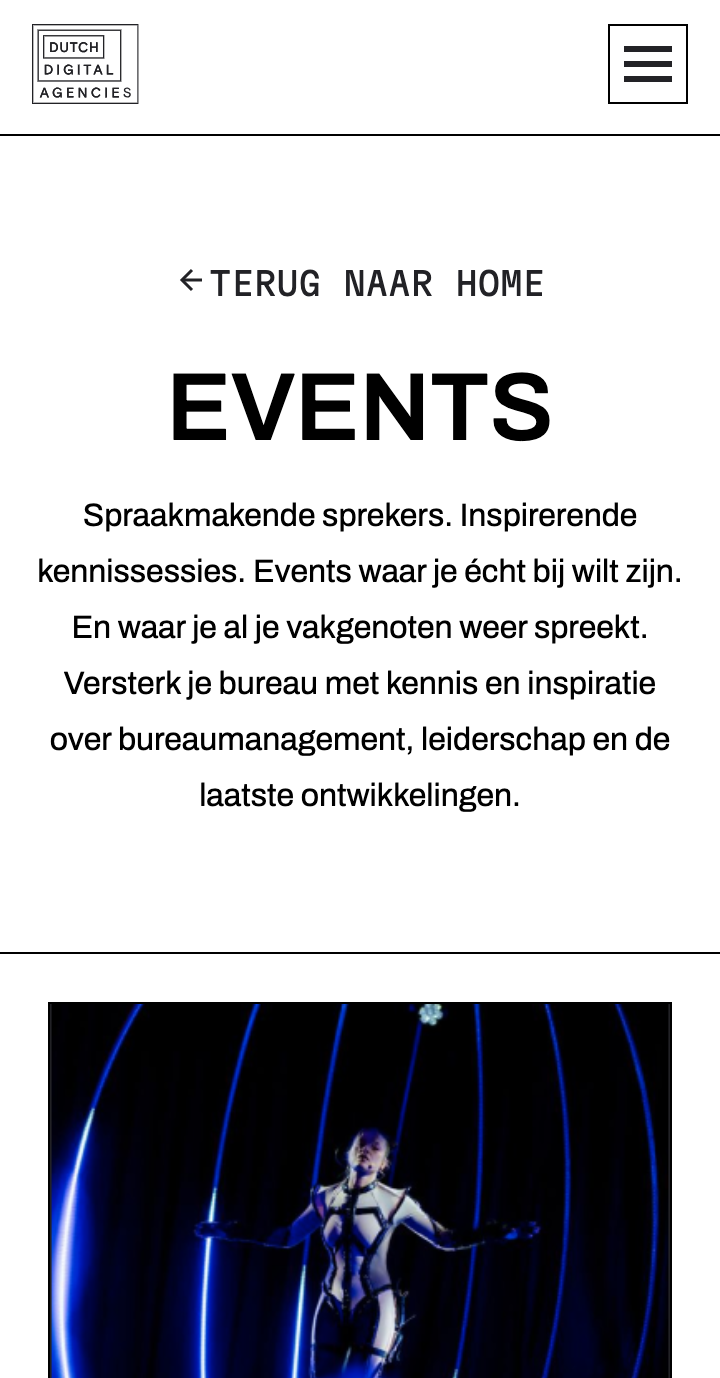 DUTCH
DIGITAL
AGENCIES
TERUG NAAR HOME
EVENTS
Spraakmakende sprekers. Inspirerende
kennissessies. Events waar je écht bij wilt zijn.
En waar je al je vakgenoten weer spreekt.
Versterk je bureau met kennis en inspiratie
over bureaumanagement, leiderschap en de
laatste ontwikkelingen.